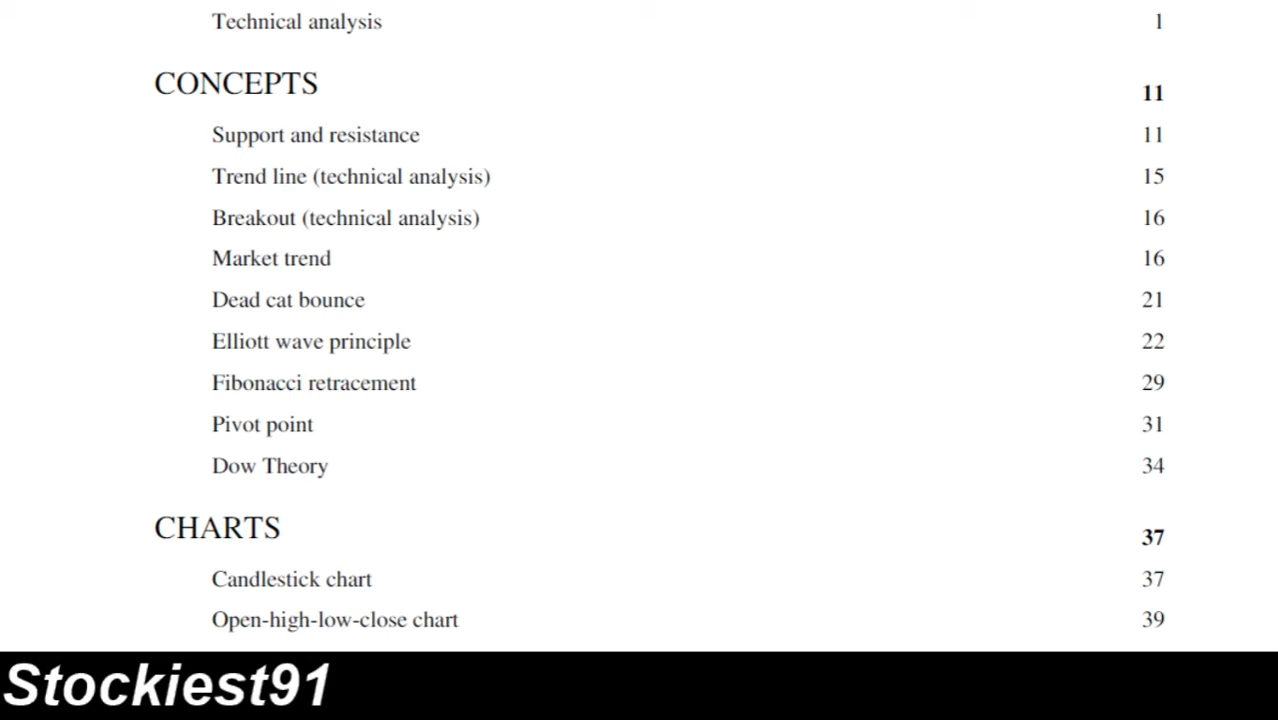 Technical analysis 1
CONCEPTS 11
Support and resistance 11
Trend line (technical analysis) 15
Breakout (technical analysis) 16
Market trend 16
Dead cat bounce 21
Elliott wave principle 22
Fibonacci retracement 29
Pivot point 31
Dow Theory 34
CHARTS 37
Candlestick chart 37
Open-high-low-close chart 39
Stockiest91